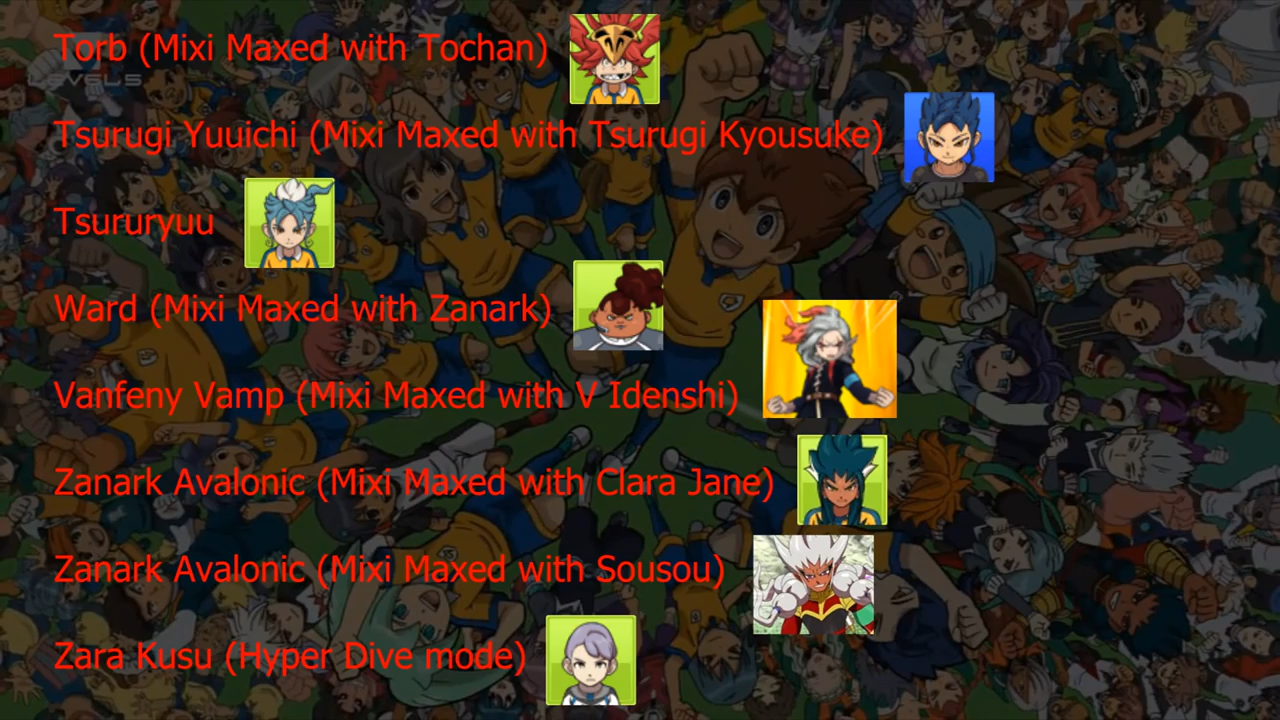 Torb (Mixi Maxed with Tochan)
LEVEL5
Tsurugi Yuuichi (Mixi Maxed with Tsurugi Kyousuke)
Tsururyuu
Ward (Mixi Maxed with Zanark)
Vanfeny Vamp (Mixi Maxed with V Idenshi)
Zanark Avalonic (Mixi Maxed with Clara Jane)
Zanark Avalonic (Mixi Maxed with Sousou)
Zara Kusu (Hyper Dive mode)